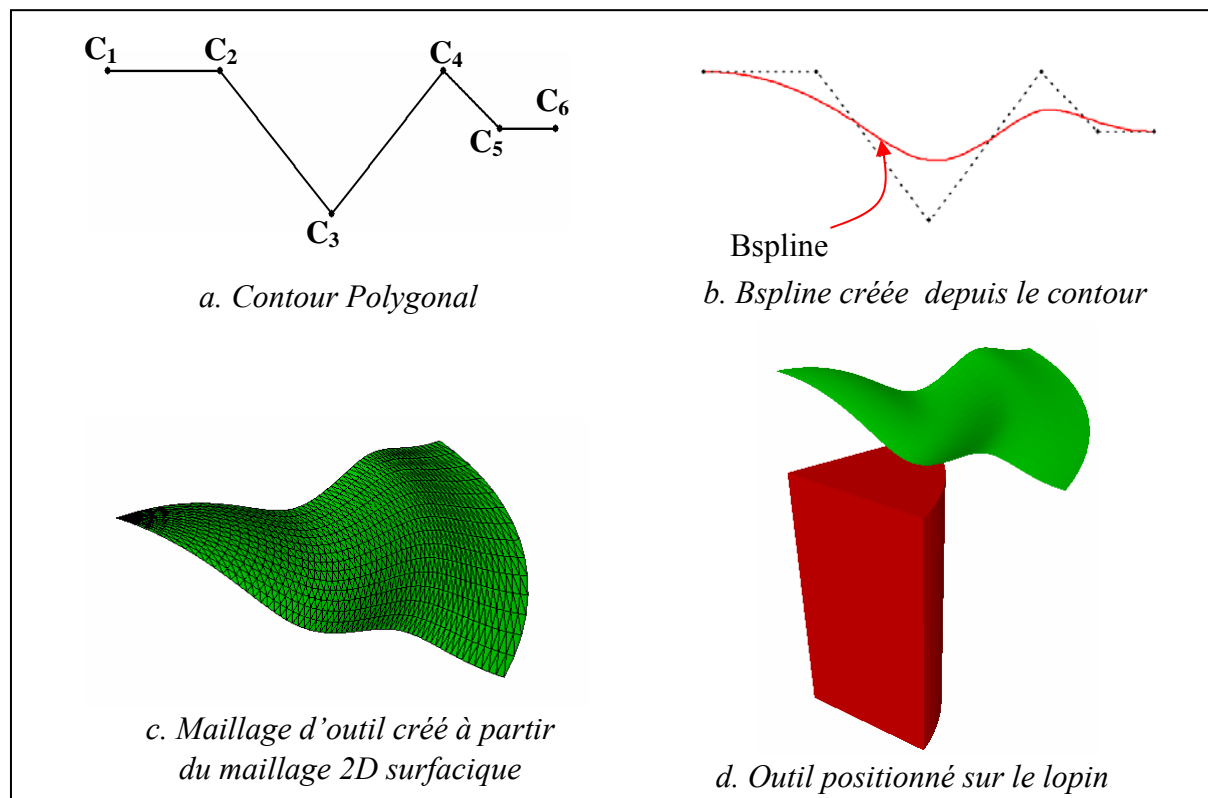 C1 C2 C4 C6
C5
C3
a. Contour Polygonal
Bspline
b. Bspline créée depuis le contour
c. Maillage d’outil créé à partir
du maillage 2D surfacique
d. Outil positionné sur le lopin